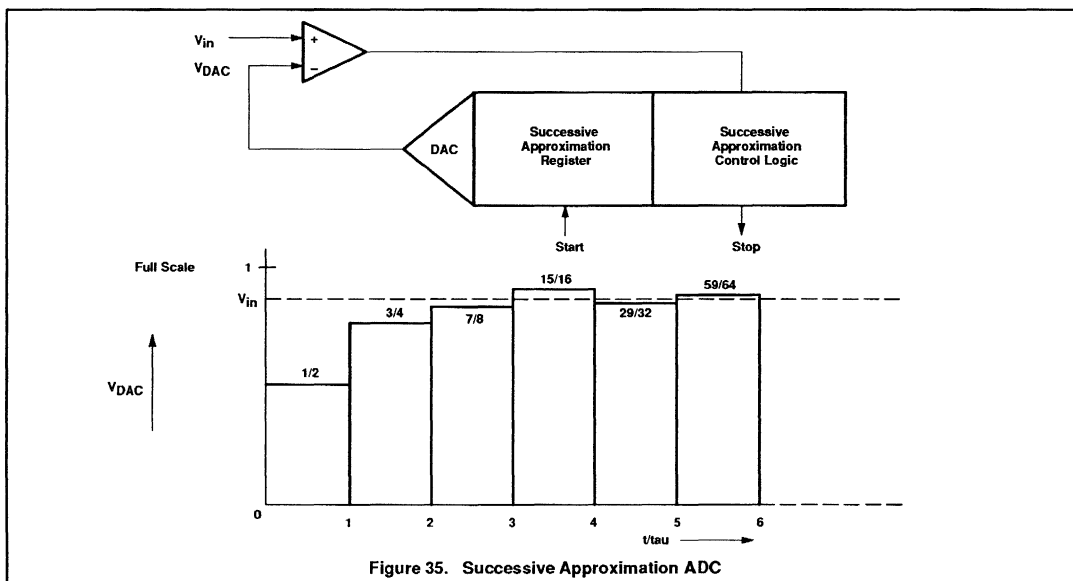 Vin
+
VDAC
−
DAC
Successive
Approximation
Register
Successive
Approximation
Control Logic
Start
Stop
Full Scale
1
Vin
VDAC
1/2
3/4
7/8
15/16
29/32
59/64
0
1
2
3
4
5
6
t/tau
Figure 35. Successive Approximation ADC